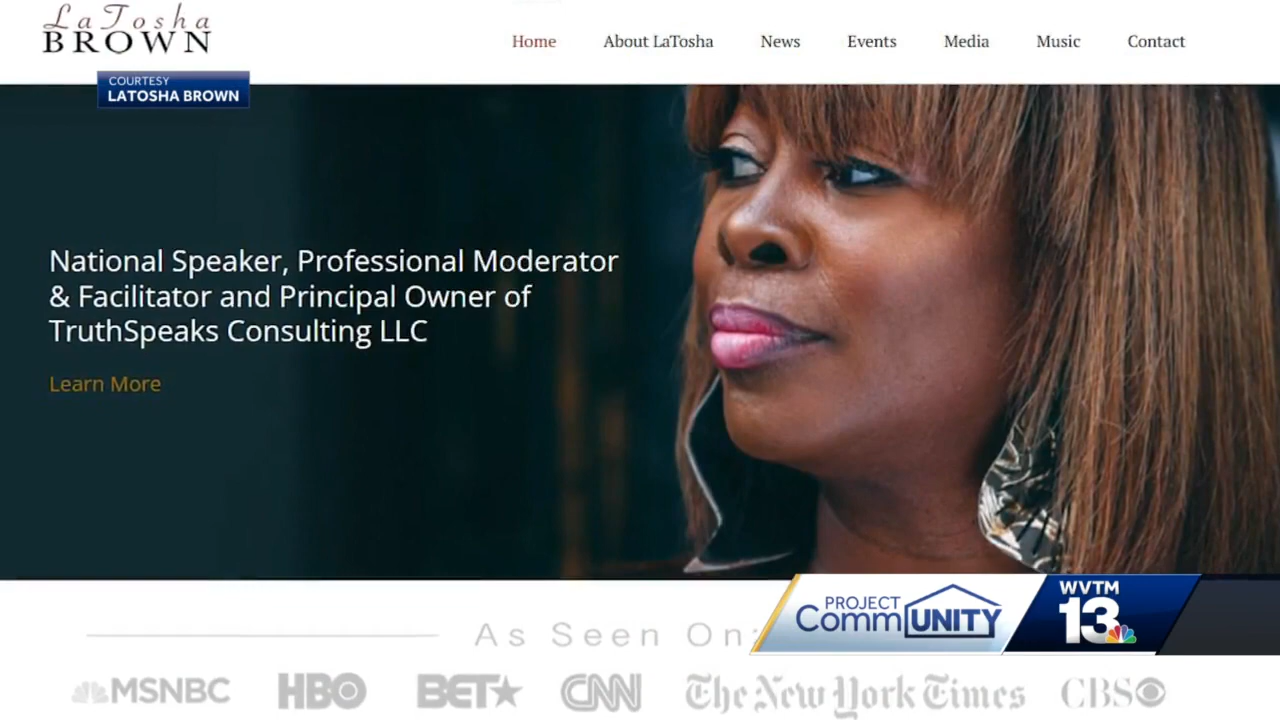 LaTosha
BROWN
Home About LaTosha News Events Media Music Contact
COURTESY
LATOSHA BROWN
National Speaker, Professional Moderator
& Facilitator and Principal Owner of
TruthSpeaks Consulting LLC
Learn More
PROJECT
CommUNITY
WVTM
13
As Seen On:
MSNBC HBO BET CNN The New York Times CBS